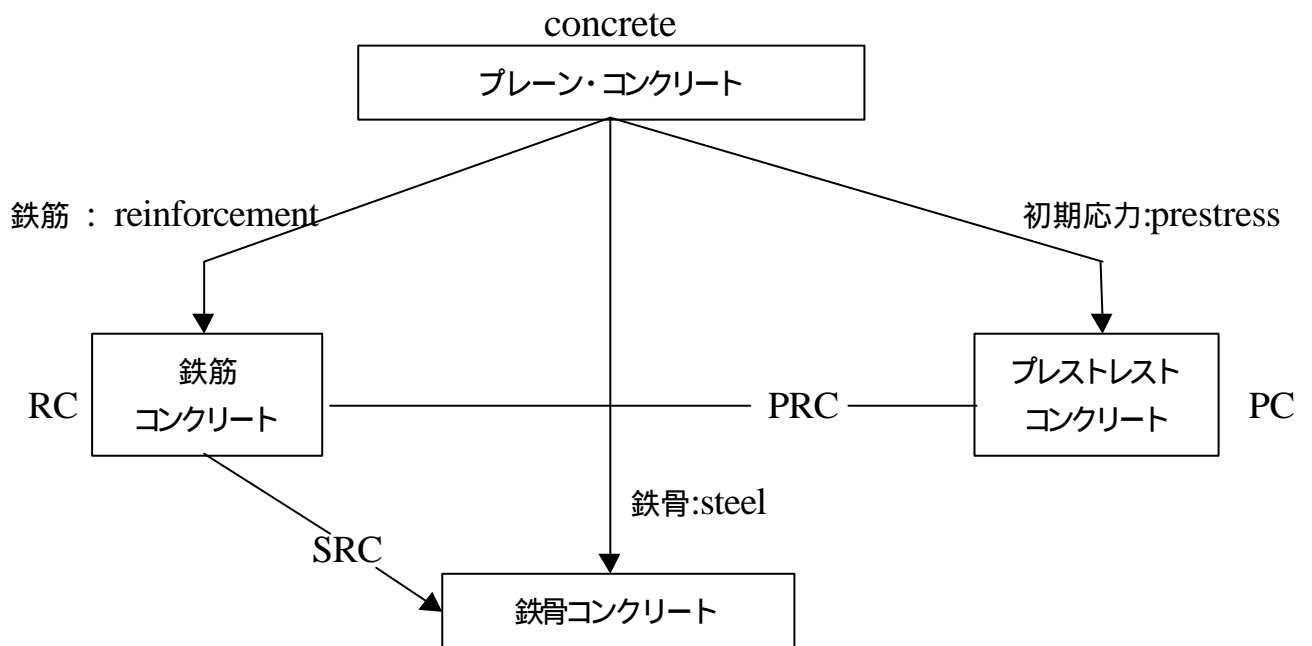 concrete
プレーン・コンクリート
鉄筋 : reinforcement
初期応力:prestress
RC
鉄筋
コンクリート
PRC
プレストレスト
コンクリート
PC
鉄骨:steel
SRC
鉄骨コンクリート